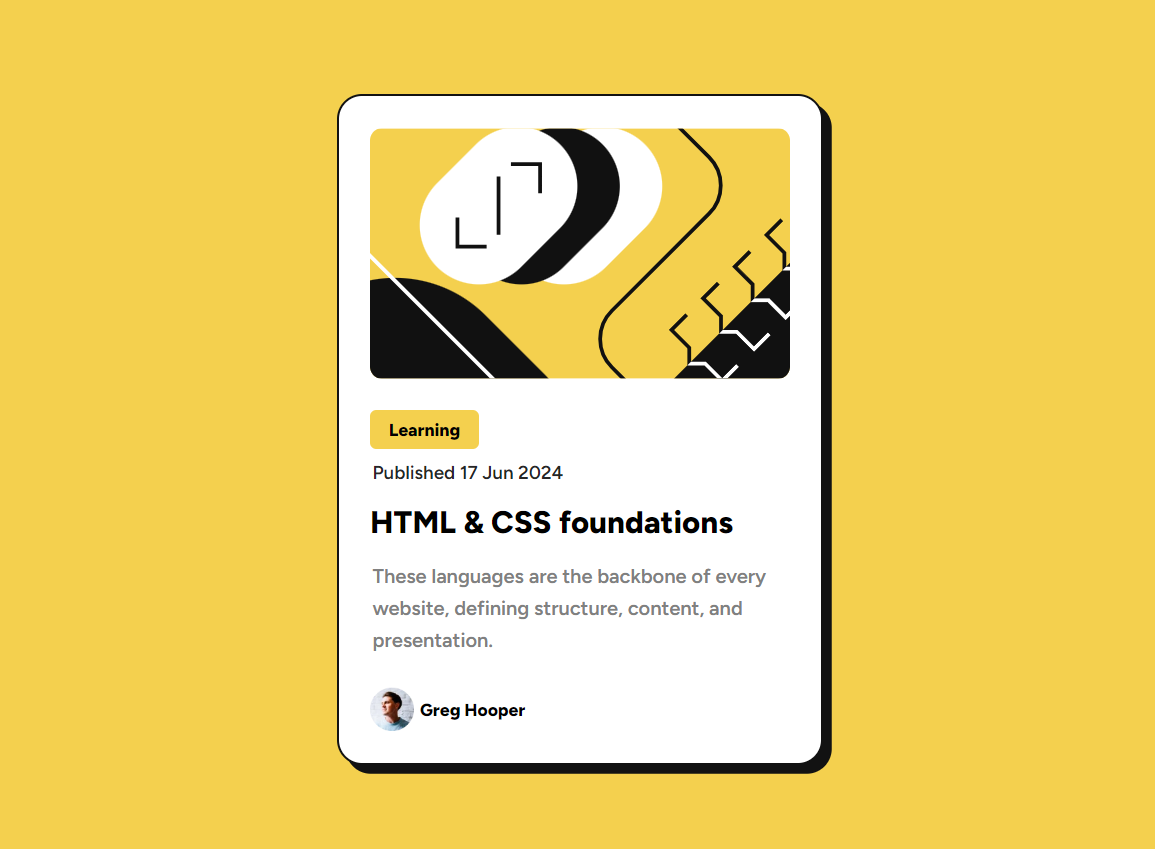 Learning
Published 17 Jun 2024
HTML & CSS foundations
These languages are the backbone of every
website, defining structure, content, and
presentation.
Greg Hooper